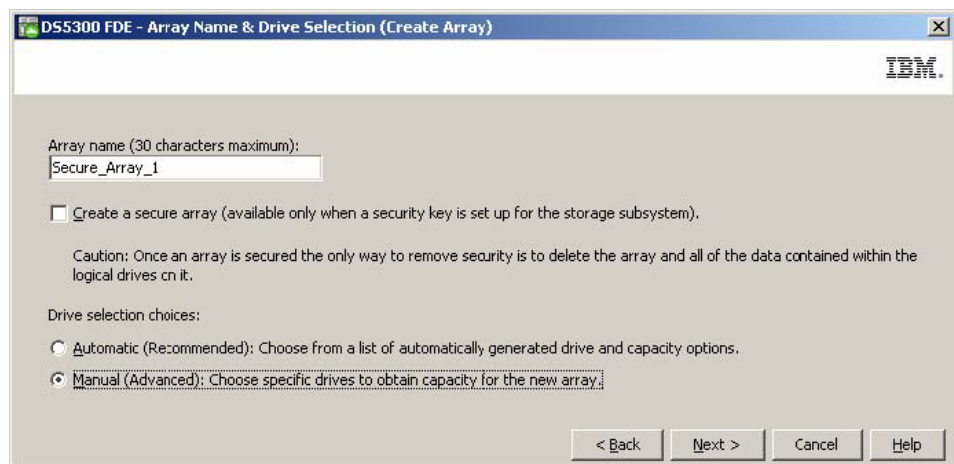 DS5300 FDE - Array Name & Drive Selection (Create Array)
IBM.
Array name (30 characters maximum):
Secure_Array_1
Create a secure array (available only when a security key is set up for the storage subsystem).
Caution: Once an array is secured the only way to remove security is to delete the array and all of the data contained within the
logical drives cn it.
Drive selection choices:
Automatic (Recommended): Choose from a list of automatically generated drive and capacity options.
Manual (Advanced): Choose specific drives to obtain capacity for the new array.
< Back
Next >
Cancel
Help